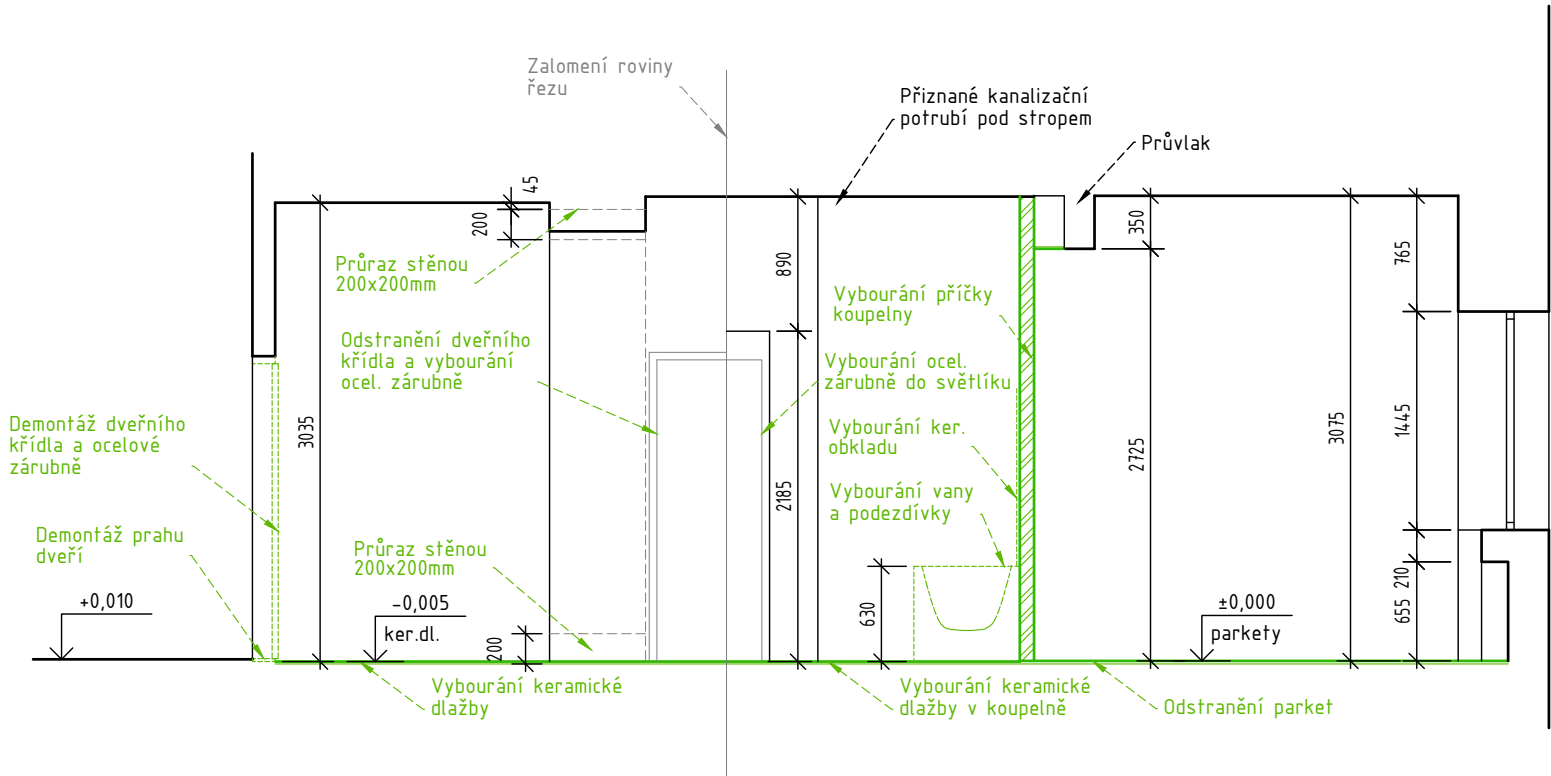 Zalomení roviny
řezu
Přiznané kanalizační
potrubí pod stropem
Průvlak
45
200
350
765
890
Průraz stěnou
200x200mm
Vybourání příčky
koupelny
Odstranění dveřního
křídla a vybourání
ocel. zárubně
Vybourání ocel.
zárubně do světlíku
Demontáž dveřního
křídla a ocelové
zárubně
3035
Vybourání ker.
obkladu
2725
3075
1445
2185
Vybourání vany
a podezdívky
Demontáž prahu
dveří
Průraz stěnou
200x200mm
+0,010
-0,005
ker.dl.
200
630
±0,000
parkety
210
655
Vybourání keramické
dlažby
Vybourání keramické
dlažby v koupelně
Odstranění parket